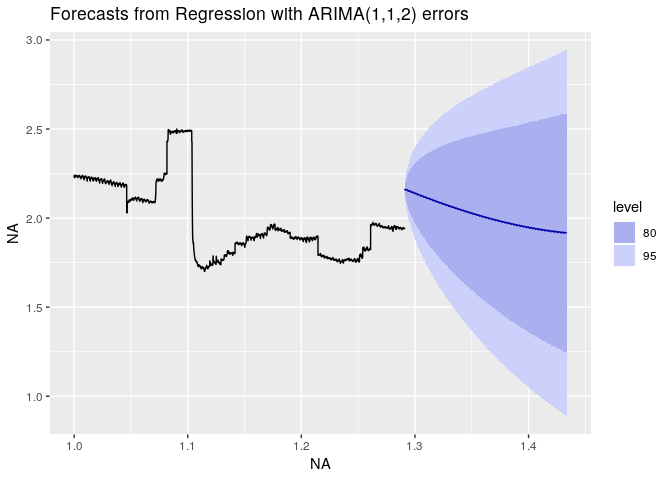 Forecasts from Regression with ARIMA(1,1,2) errors
3.0
2.5
2.0
1.5
1.0
NA
1.0 1.1 1.2 1.3 1.4
NA
level
80
95